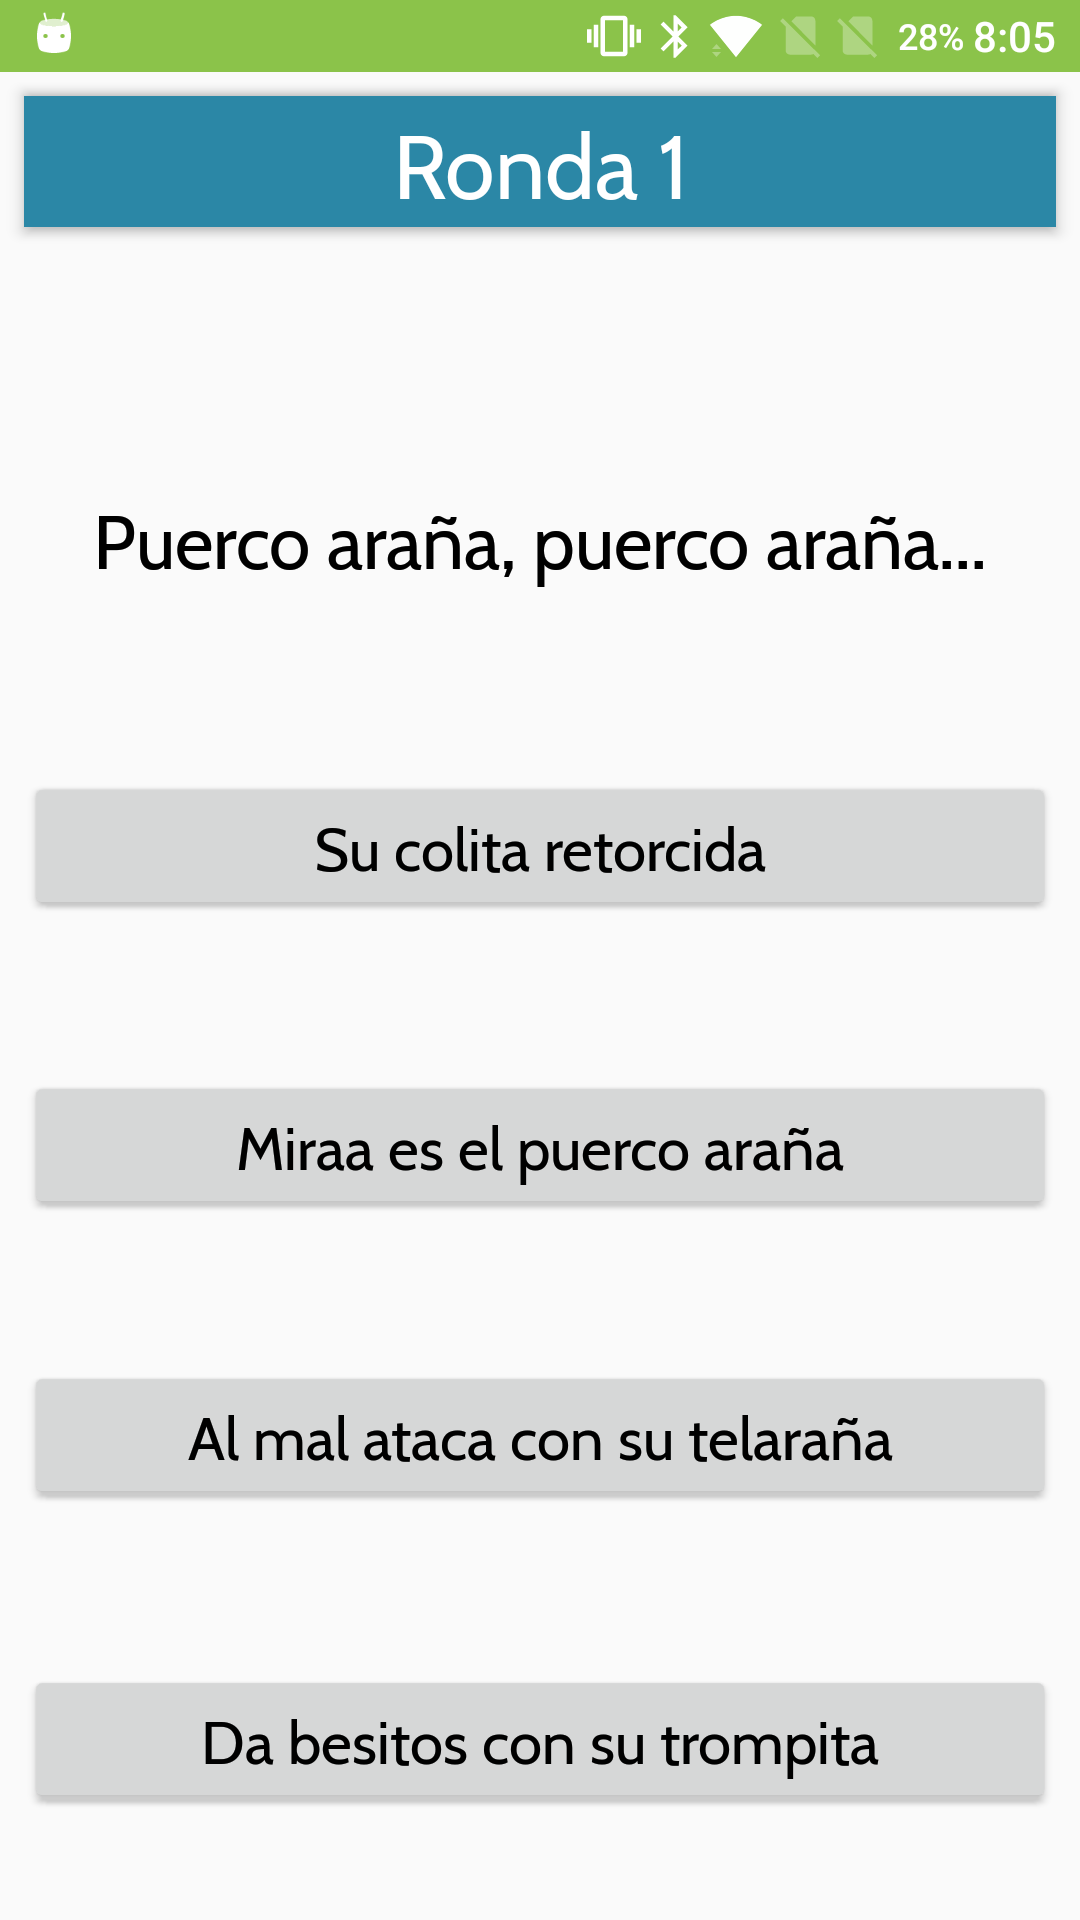 28% 8:05
Ronda 1
Puerco araña, puerco araña...
Su colita retorcida
Miraa es el puerco araña
Al mal ataca con su telaraña
Da besitos con su trompita